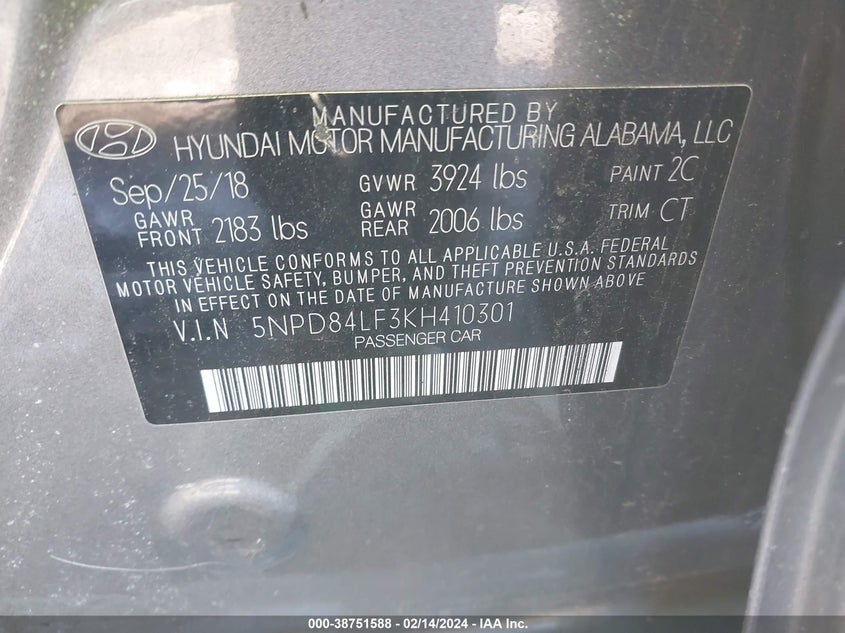 MANUFACTURED BY
HYUNDAI MOTOR MANUFACTURING ALABAMA, LLC
Sep/25/18 GVWR 3924 lbs PAINT 2C
GAWR FRONT 2183 lbs GAWR REAR 2006 lbs TRIM CT
THIS VEHICLE CONFORMS TO ALL APPLICABLE U.S.A. FEDERAL
MOTOR VEHICLE SAFETY, BUMPER, AND THEFT PREVENTION STANDARDS
IN EFFECT ON THE DATE OF MANUFACTURE SHOWN ABOVE
V.I.N 5NPD84LF3KH410301
PASSENGER CAR
000-38751588 - 02/14/2024 - IAA Inc.